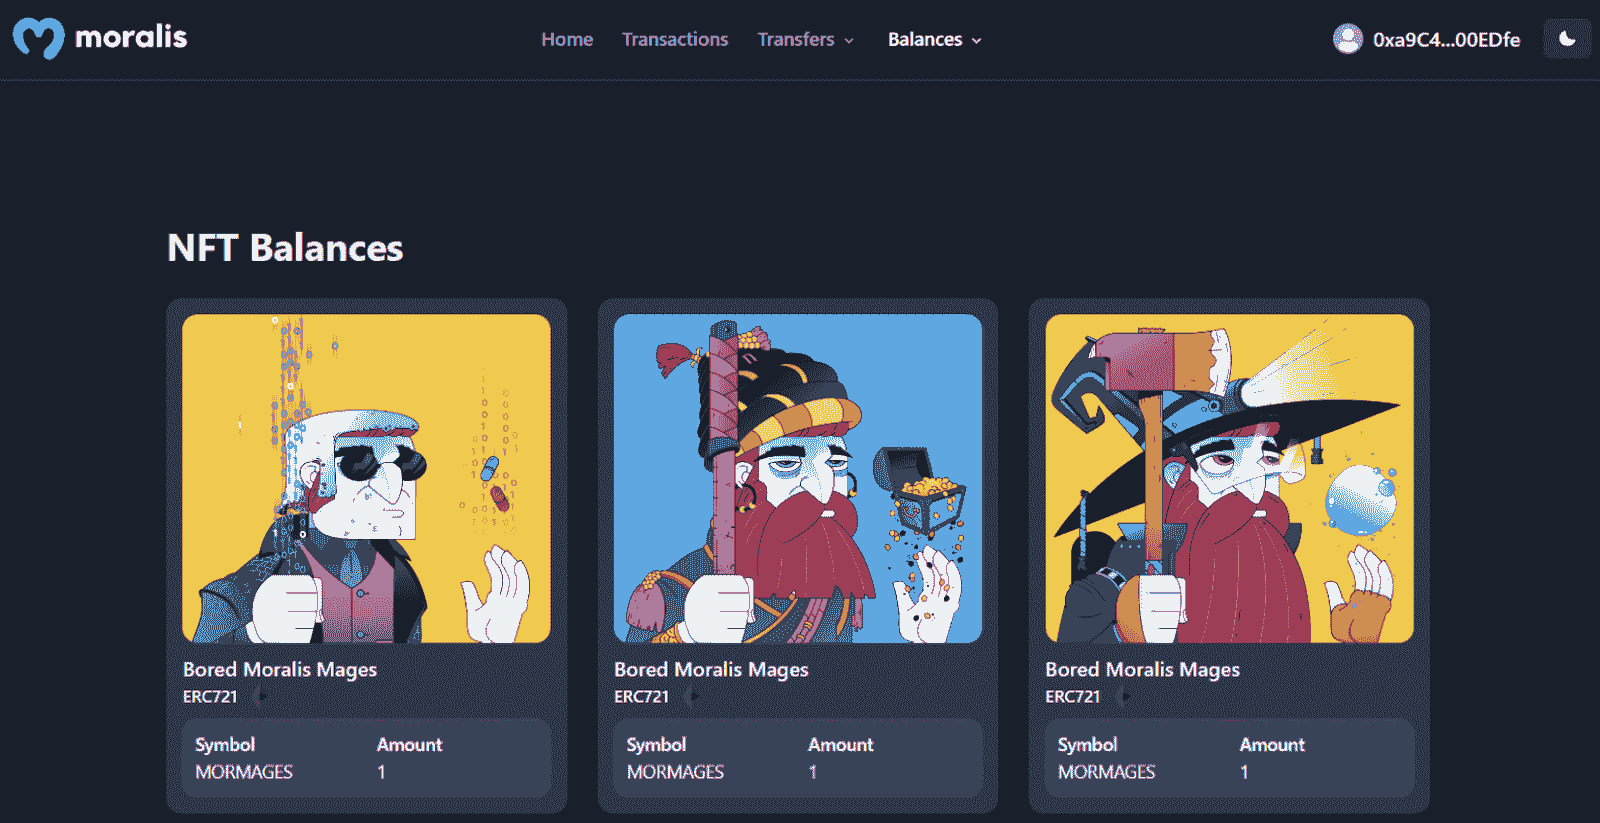 moralis
Home Transactions Transfers Balances
0xa9C4...00EDfe
NFT Balances
Bored Moralis Mages
ERC721
Symbol Amount
MORMAGES 1
Bored Moralis Mages
ERC721
Symbol Amount
MORMAGES 1
Bored Moralis Mages
ERC721
Symbol Amount
MORMAGES 1